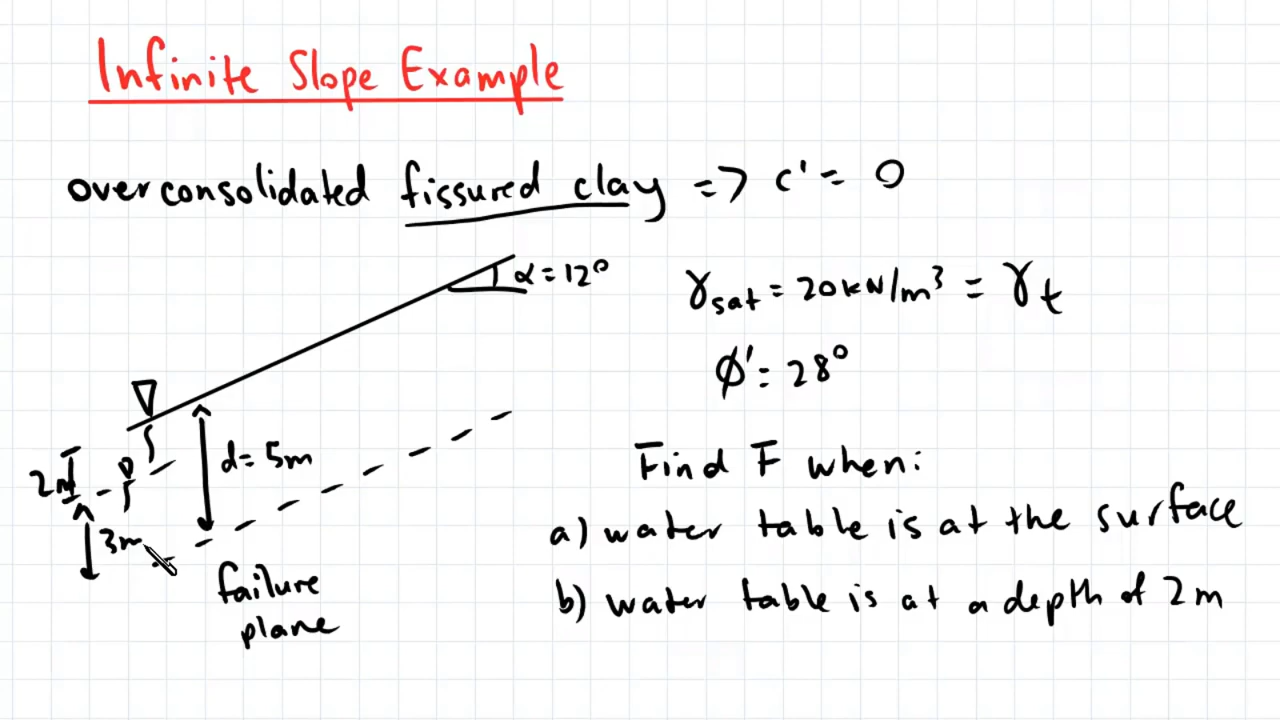 Infinite Slope Example
overconsolidated fissured clay => c' = 0
α = 12°
γsat = 20kN/m³ = γt
φ' = 28°
d = 5m
2m
3m
failure
plane
Find F when:
a) water table is at the surface
b) water table is at a depth of 2m